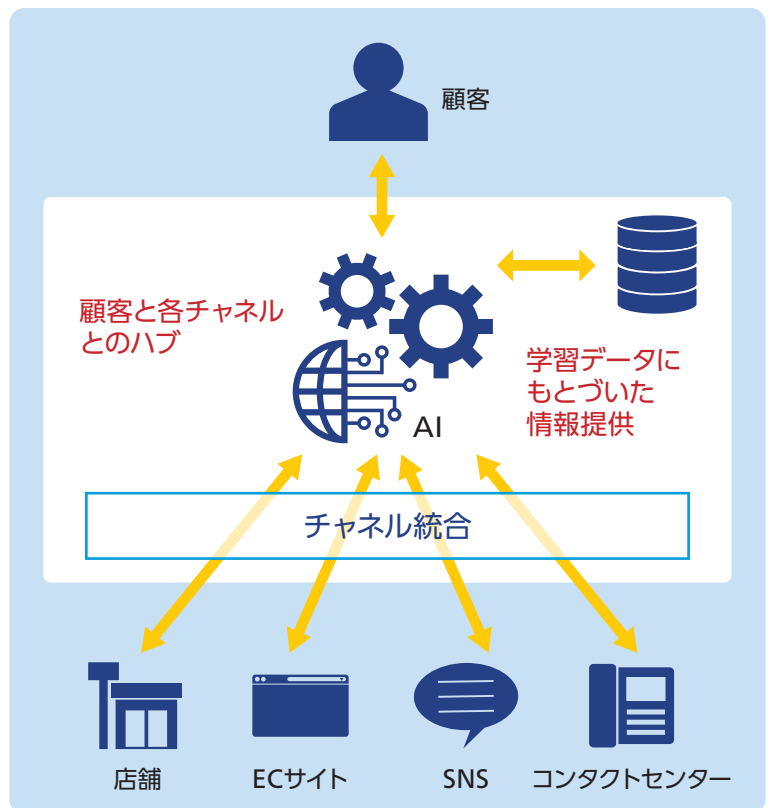 顧客
顧客と各チャネル
とのハブ
学習データに
もとづいた
情報提供
AI
チャネル統合
店舗
ECサイト
SNS
コンタクトセンター